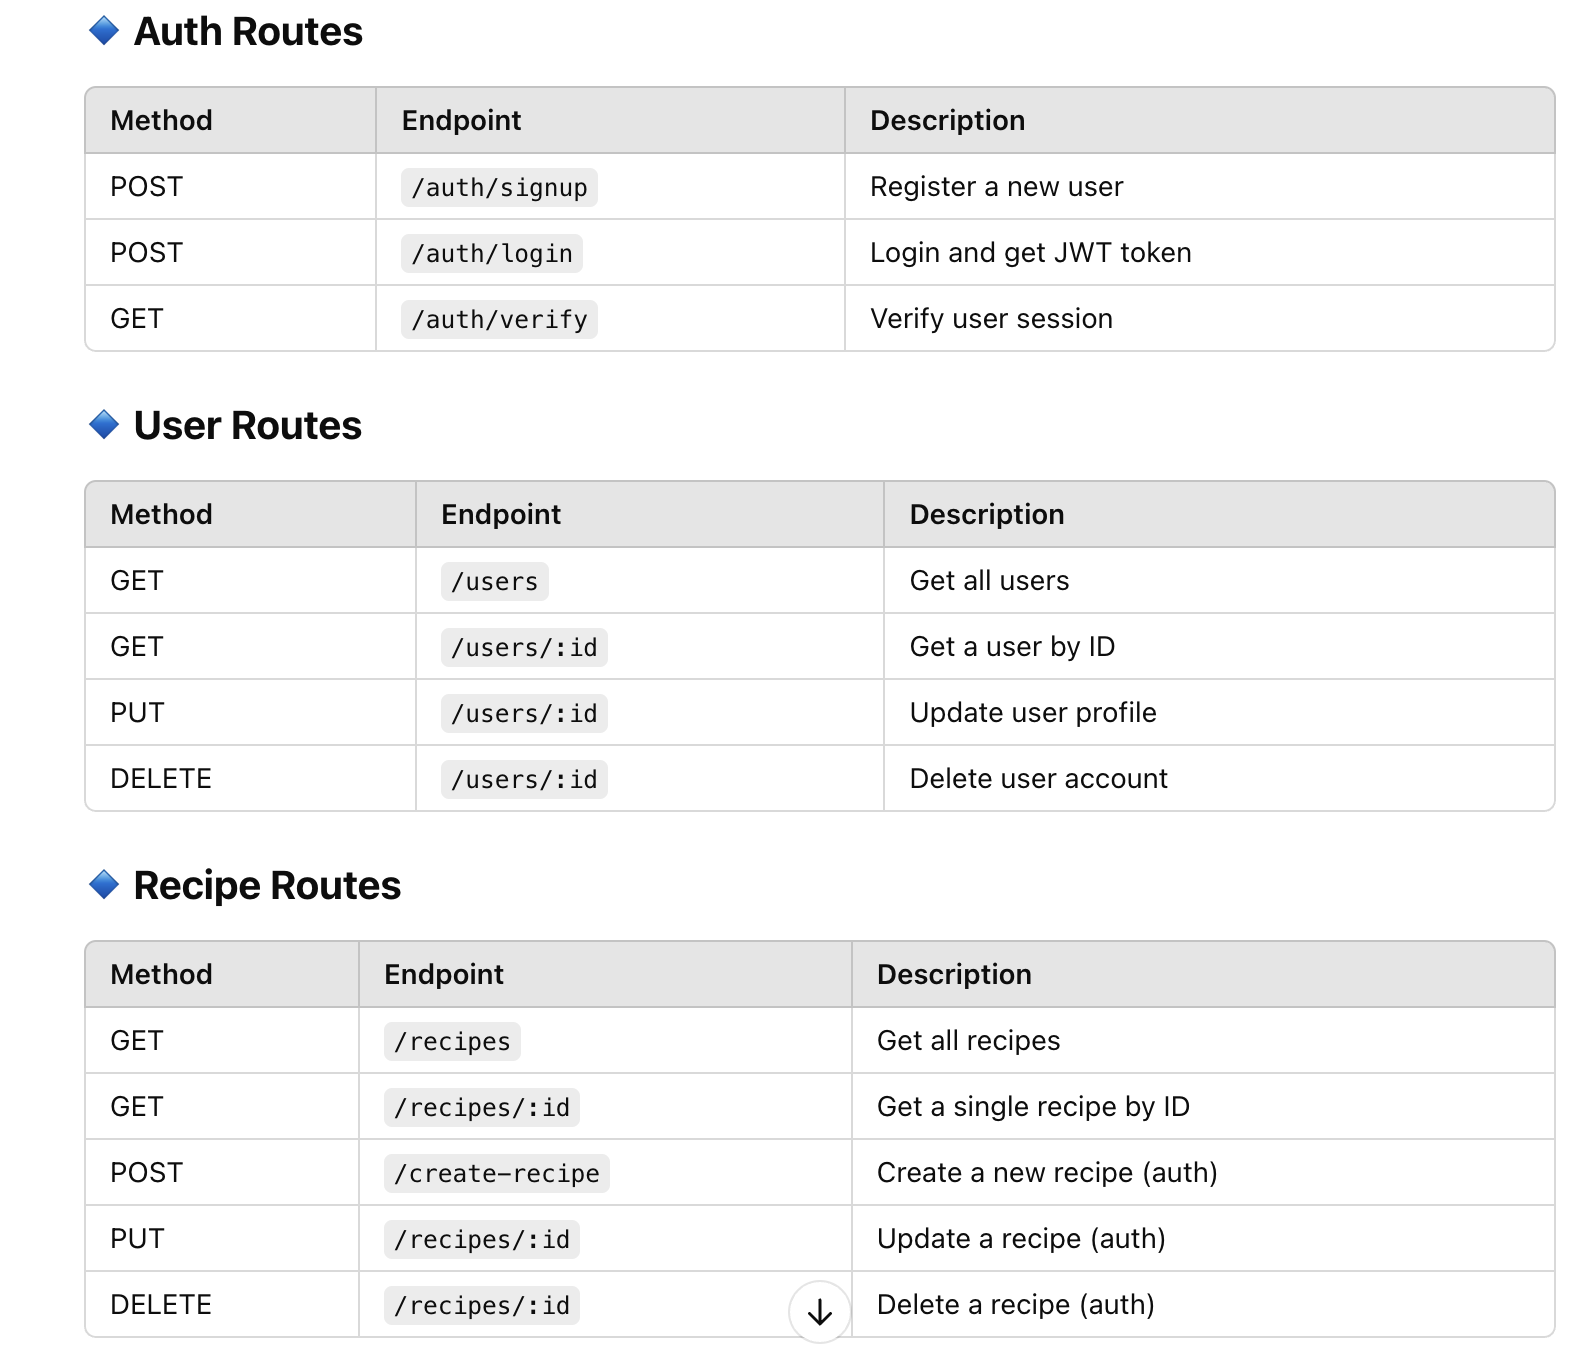 Auth Routes
Method Endpoint Description
POST /auth/signup Register a new user
POST /auth/login Login and get JWT token
GET /auth/verify Verify user session
User Routes
Method Endpoint Description
GET /users Get all users
GET /users/:id Get a user by ID
PUT /users/:id Update user profile
DELETE /users/:id Delete user account
Recipe Routes
Method Endpoint Description
GET /recipes Get all recipes
GET /recipes/:id Get a single recipe by ID
POST /create-recipe Create a new recipe (auth)
PUT /recipes/:id Update a recipe (auth)
DELETE /recipes/:id Delete a recipe (auth)